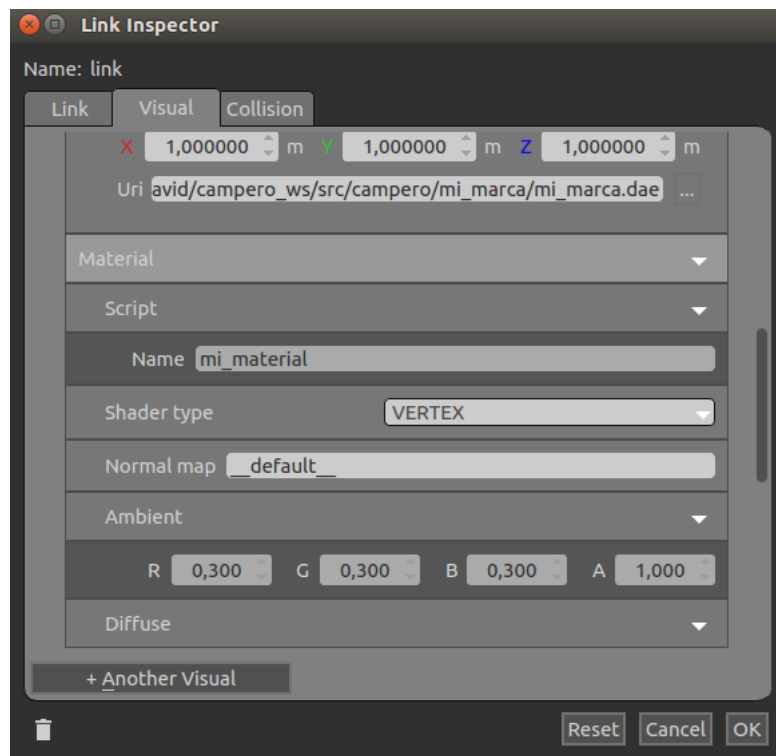 Link Inspector
Name: link
Link Visual Collision
X 1,000000 m Y 1,000000 m Z 1,000000 m
Uri avid/campero_ws/src/campero/mi_marca/mi_marca.dae ...
Material
Script
Name mi_material
Shader type VERTEX
Normal map __default__
Ambient
R 0,300 G 0,300 B 0,300 A 1,000
Diffuse
+ Another Visual
Reset Cancel OK